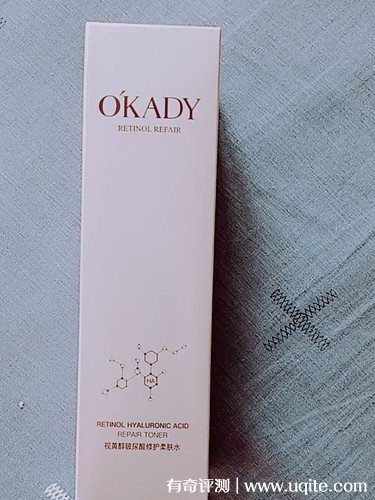 O'KADY
RETINOL REPAIR
HA
RETINOL HYALURONIC ACID
REPAIR TONER
视黄醇玻尿酸修护柔肤水
有奇评测 | www.uqite.com